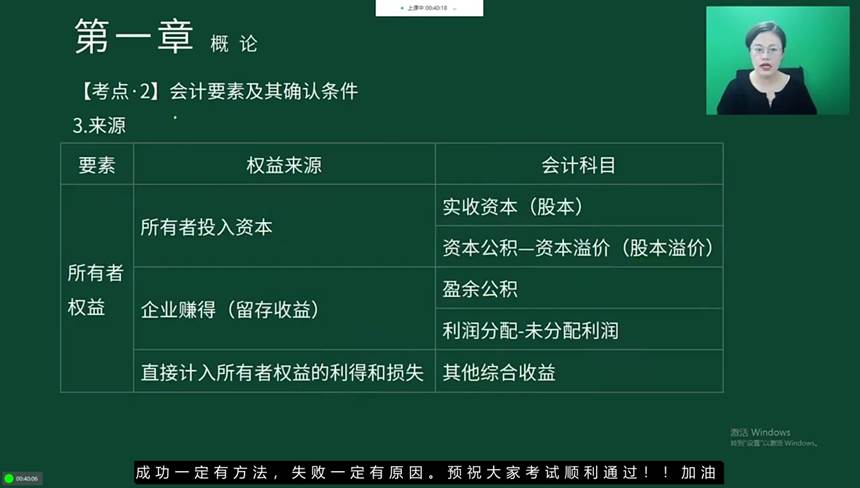 上课中 00:40:18
第一章 概 论
【考点·2】会计要素及其确认条件
3.来源
要素 权益来源 会计科目
所有者权益 所有者投入资本 实收资本（股本）
资本公积—资本溢价（股本溢价）
企业赚得（留存收益） 盈余公积
利润分配-未分配利润
直接计入所有者权益的利得和损失 其他综合收益
激活 Windows
转到"设置"以激活 Windows。
00:40:06
成功一定有方法，失败一定有原因。预祝大家考试顺利通过！！加油